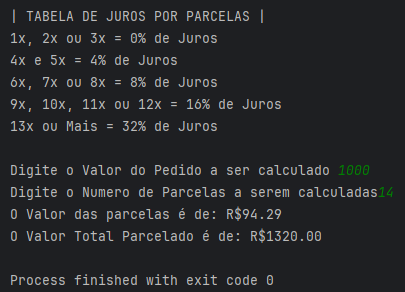 | TABELA DE JUROS POR PARCELAS |
1x, 2x ou 3x = 0% de Juros
4x e 5x = 4% de Juros
6x, 7x ou 8x = 8% de Juros
9x, 10x, 11x ou 12x = 16% de Juros
13x ou Mais = 32% de Juros
Digite o Valor do Pedido a ser calculado 1000
Digite o Numero de Parcelas a serem calculadas14
O Valor das parcelas é de: R$94.29
O Valor Total Parcelado é de: R$1320.00
Process finished with exit code 0